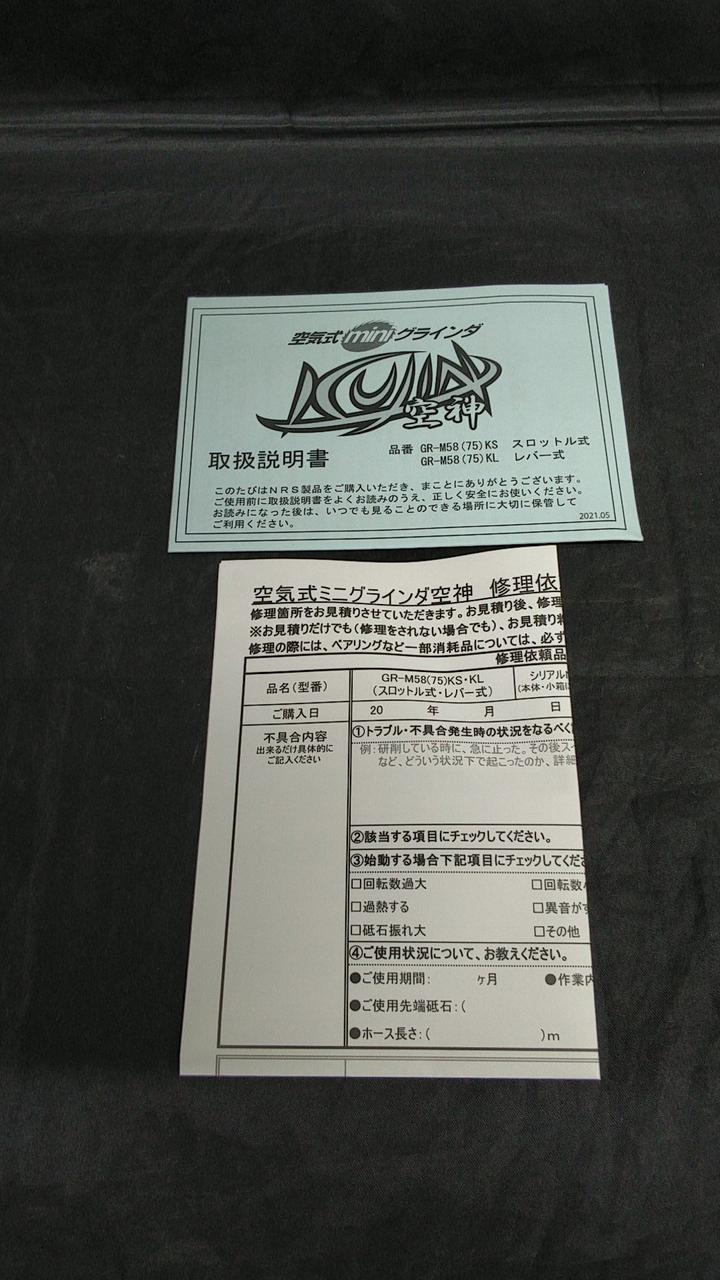 空気式miniグラインダ
KUJIN
空神
品番 GR-M58(75)KS スロットル式
GR-M58(75)KL レバー式
取扱説明書
このたびはNRS製品をご購入いただき、まことにありがとうございます。
ご使用前に取扱説明書をよくお読みのうえ、正しく安全にお使いください。
お読みになった後は、いつでも見ることのできる場所に大切に保管して
ご利用ください。
2021.05
空気式ミニグラインダ空神 修理依
修理箇所をお見積りさせていただきます。お見積り後、修理
※お見積りだけでも(修理をされない場合でも)、お見積り料
修理の際には、ベアリングなど一部消耗品については、必ず
修理依頼品
品名(型番) GR-M58(75)KS・KL シリアル
(スロットル式・レバー式) (本体・小箱に
ご購入日 20 年 月 日
不具合内容
出来るだけ具体的に
ご記入ください
①トラブル・不具合発生時の状況をなるべく
例:研削している時に、急に止った。その後ス
など、どういう状況下で起こったのか、詳細
②該当する項目にチェックしてください。
③始動する場合下記項目にチェックしてくださ
□回転数過大 □回転数
□過熱する □異音がす
□砥石振れ大 □その他
④ご使用状況について、お教えください。
●ご使用期間: ヶ月 ●作業内
●ご使用先端砥石:(
●ホース長さ:( )m